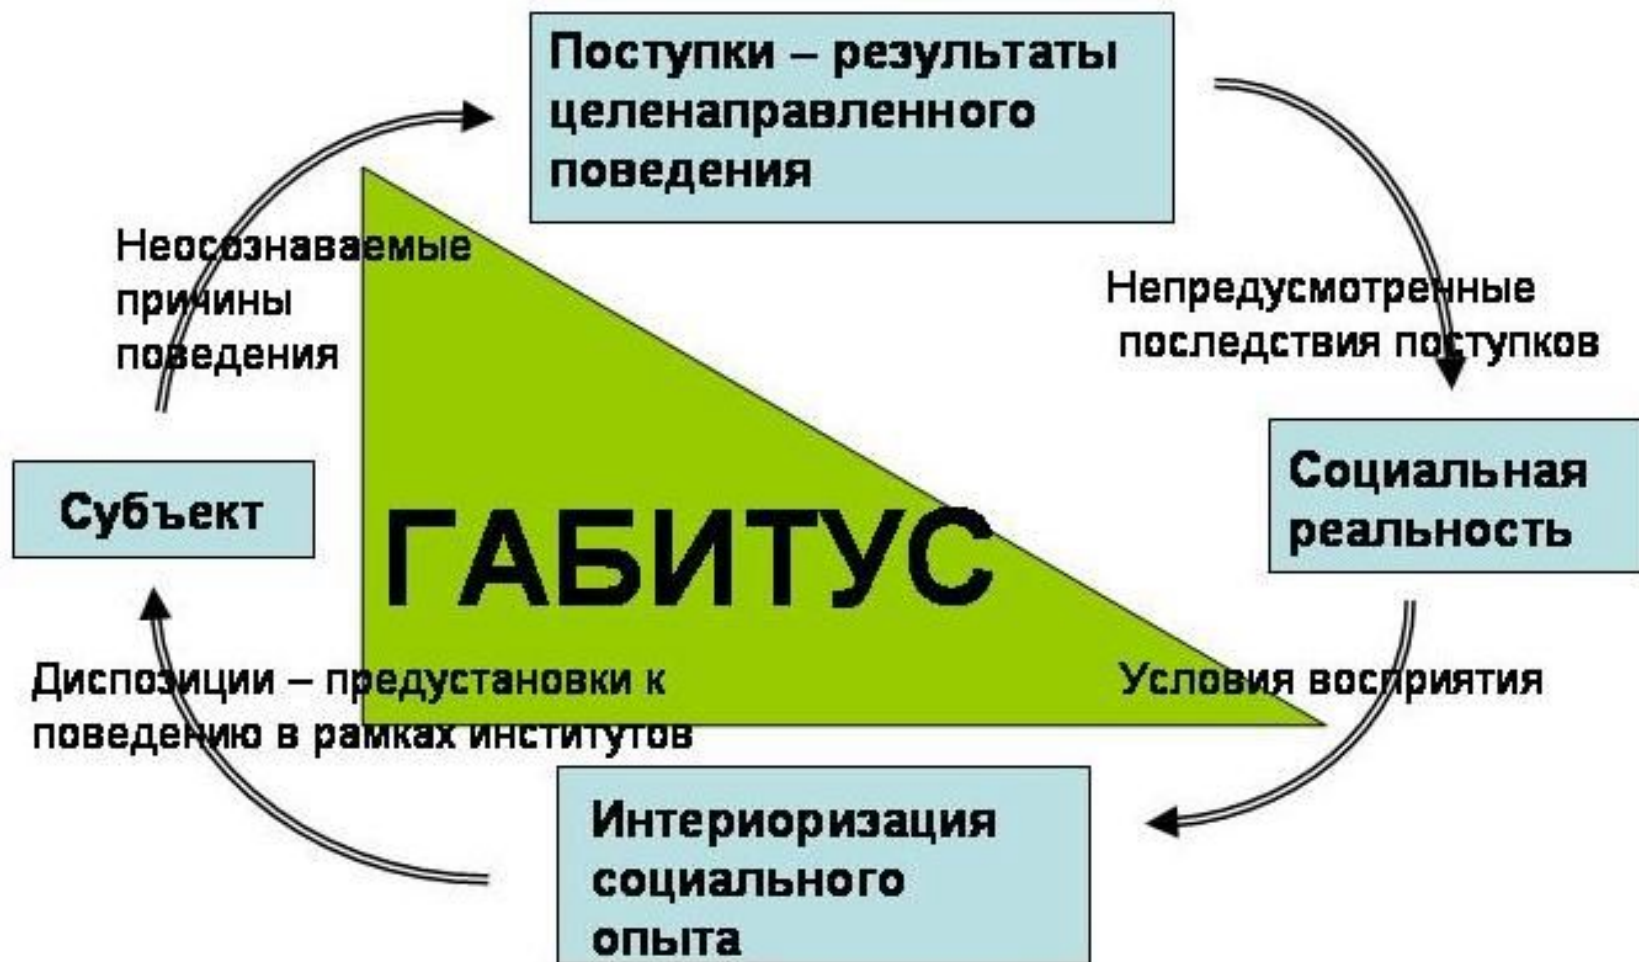 Поступки – результаты
целенаправленного
поведения
Неосознаваемые
причины
поведения
Непредусмотренные
последствия поступков
Субъект
ГАБИТУС
Социальная
реальность
Диспозиции – предустановки к
поведению в рамках институтов
Условия восприятия
Интериоризация
социального
опыта